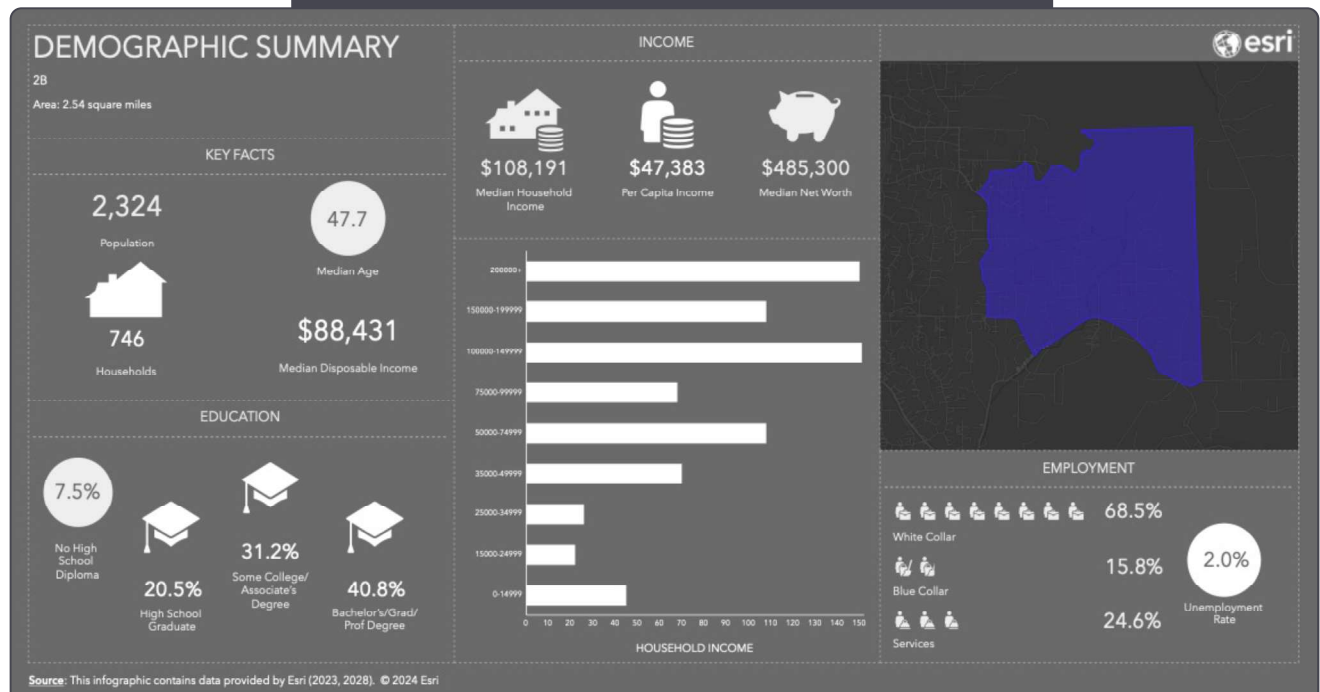 DEMOGRAPHIC SUMMARY
2B
Area: 2.54 square miles
KEY FACTS
2,324
Population
47.7
Median Age
746
Households
$88,431
Median Disposable Income
EDUCATION
7.5%
No High
School
Diploma
20.5%
High School
Graduate
31.2%
Some College/
Associate's
Degree
40.8%
Bachelor's/Grad/
Prof Degree
INCOME
$108,191
Median Household
Income
$47,383
Per Capita Income
$485,300
Median Net Worth
200000+
150000-199999
100000-149999
75000-99999
50000-74999
35000-49999
25000-34999
15000-24999
0-14999
0 10 20 30 40 50 60 70 80 90 100 110 120 130 140 150
HOUSEHOLD INCOME
esri
EMPLOYMENT
68.5%
White Collar
15.8%
Blue Collar
24.6%
Services
2.0%
Unemployment
Rate
Source: This infographic contains data provided by Esri (2023, 2028). © 2024 Esri